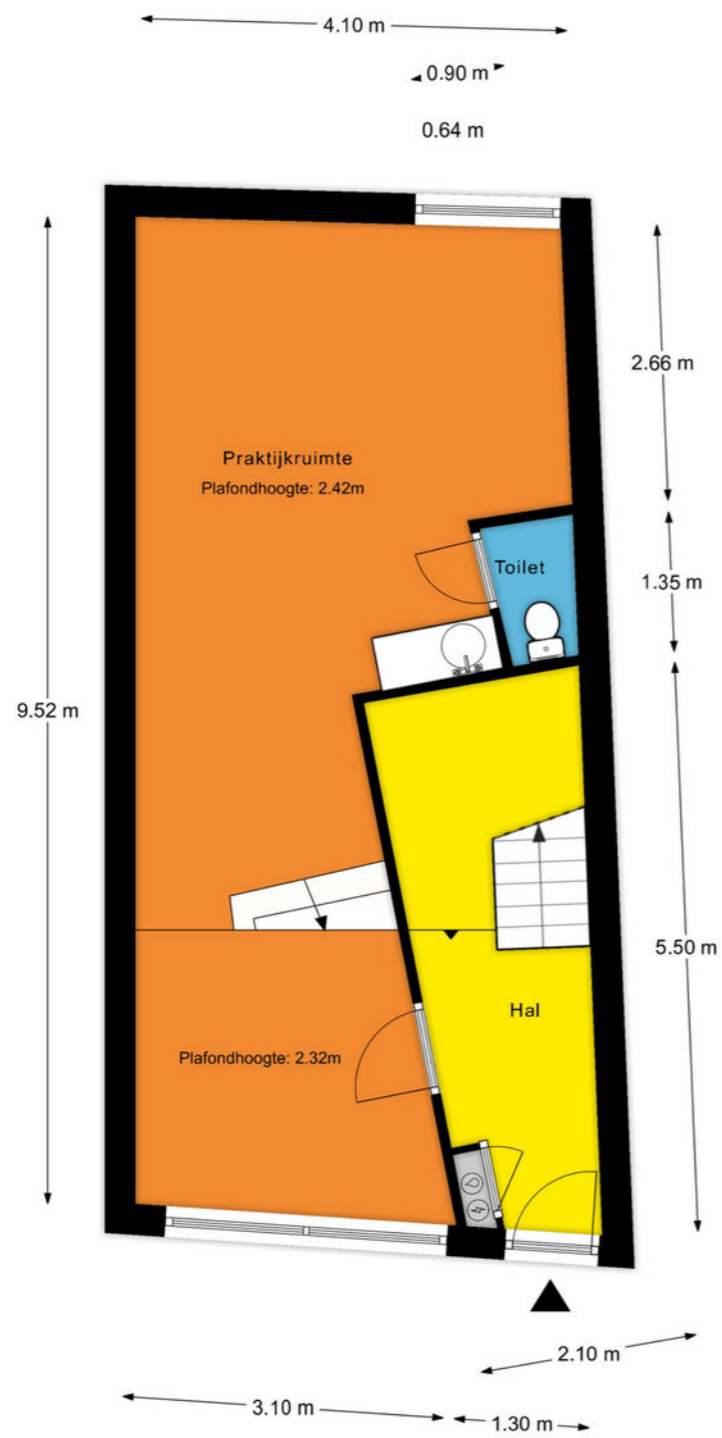 4.10 m
0.90 m
0.64 m
2.66 m
Praktijkruimte
Plafondhoogte: 2.42m
Toilet
1.35 m
9.52 m
5.50 m
Hal
Plafondhoogte: 2.32m
2.10 m
3.10 m
1.30 m